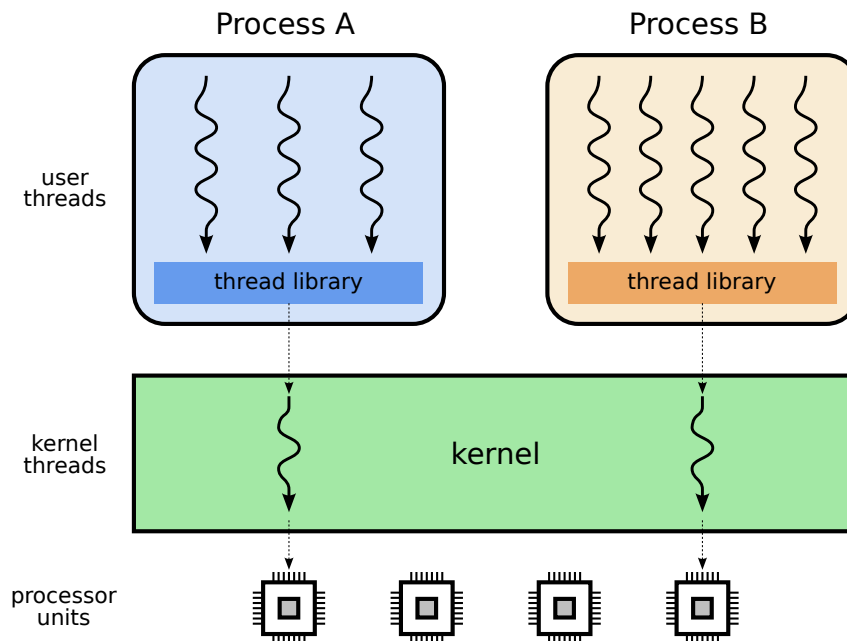 Process A
Process B
user
threads
thread library
thread library
kernel
threads
kernel
processor
units